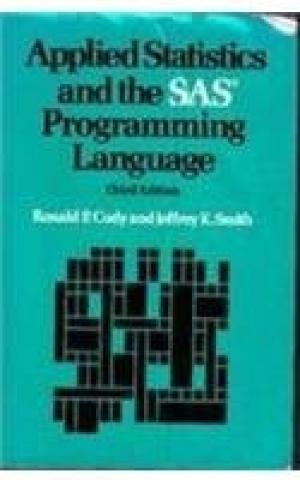 Applied Statistics
and the SAS®
Programming
Language
Third Edition
Ronald P. Cody and Jeffrey K. Smith